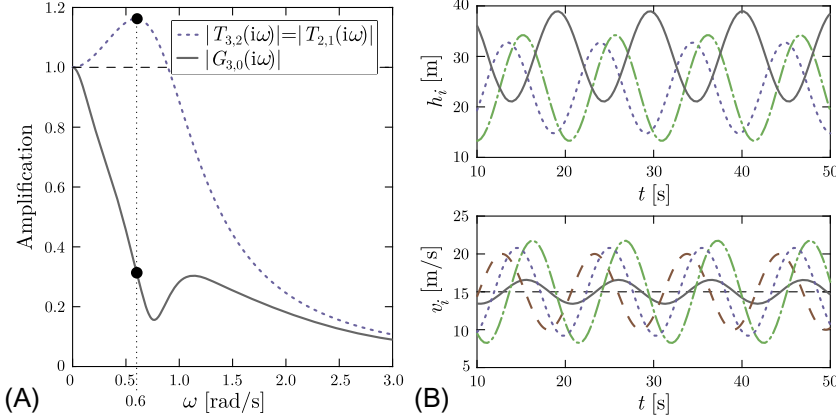 1.2
1.0
0.8
0.6
0.4
0.2
0
Amplification
|T₃,₂(iω)|=|T₂,₁(iω)|
|G₃,₀(iω)|
0 0.5 1.0 1.5 2.0 2.5 3.0
0.6
ω [rad/s]
(A)
40
30
20
10
hᵢ [m]
10 20 30 40 50
t [s]
25
20
15
10
5
vᵢ [m/s]
10 20 30 40 50
t [s]
(B)